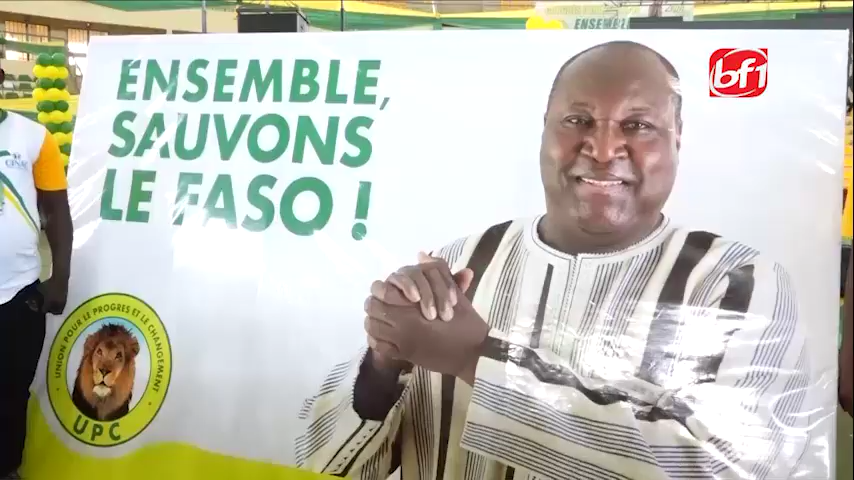 ENSEMBLE,
SAUVONS
LE FASO !
UNION POUR LE PROGRES ET LE CHANGEMENT
UPC
bf1
ENSEMBLE